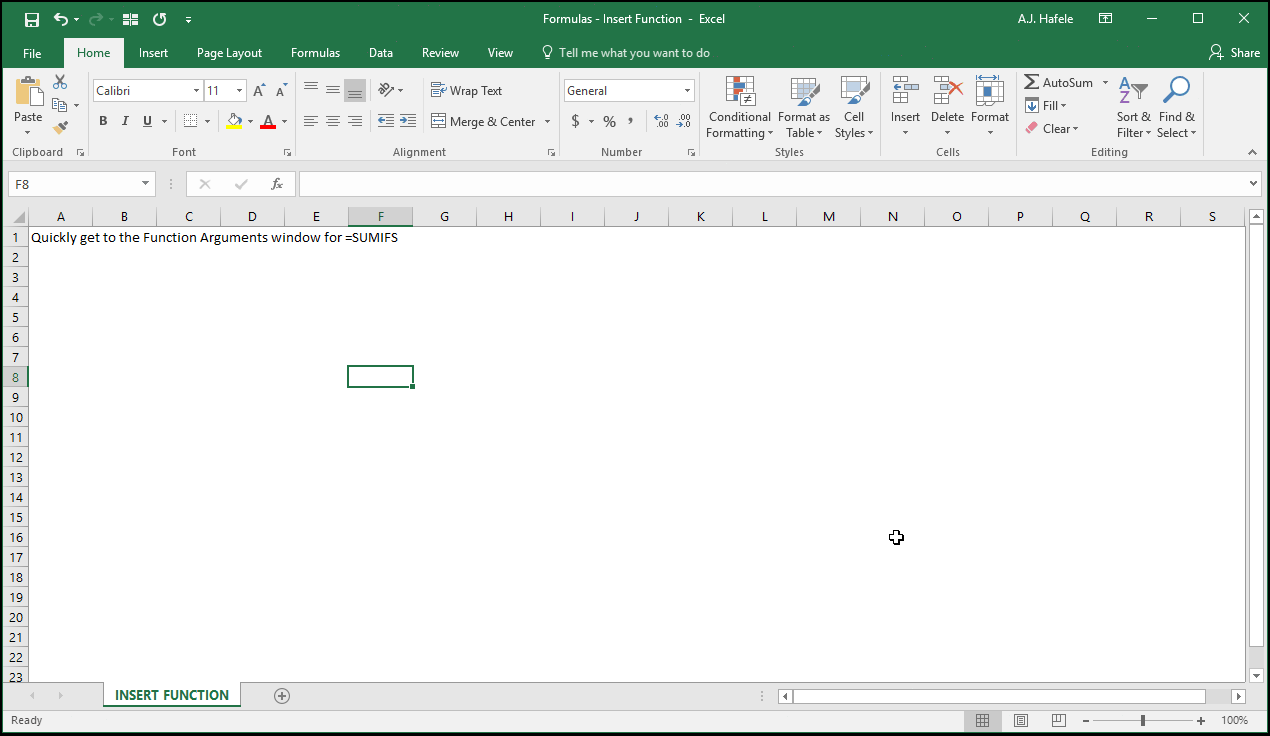 Formulas - Insert Function - Excel
A.J. Hafele
File Home Insert Page Layout Formulas Data Review View Tell me what you want to do Share
Paste
Calibri 11
B I U A
Wrap Text
Merge & Center
General
$ % ,
Conditional Formatting
Format as Table
Cell Styles
Insert Delete Format
AutoSum
Fill
Clear
Sort & Filter
Find & Select
Clipboard Font Alignment Number Styles Cells Editing
F8 fx
A B C D E F G H I J K L M N O P Q R S
1 Quickly get to the Function Arguments window for =SUMIFS
2
3
4
5
6
7
8
9
10
11
12
13
14
15
16
17
18
19
20
21
22
23
INSERT FUNCTION
Ready 100%